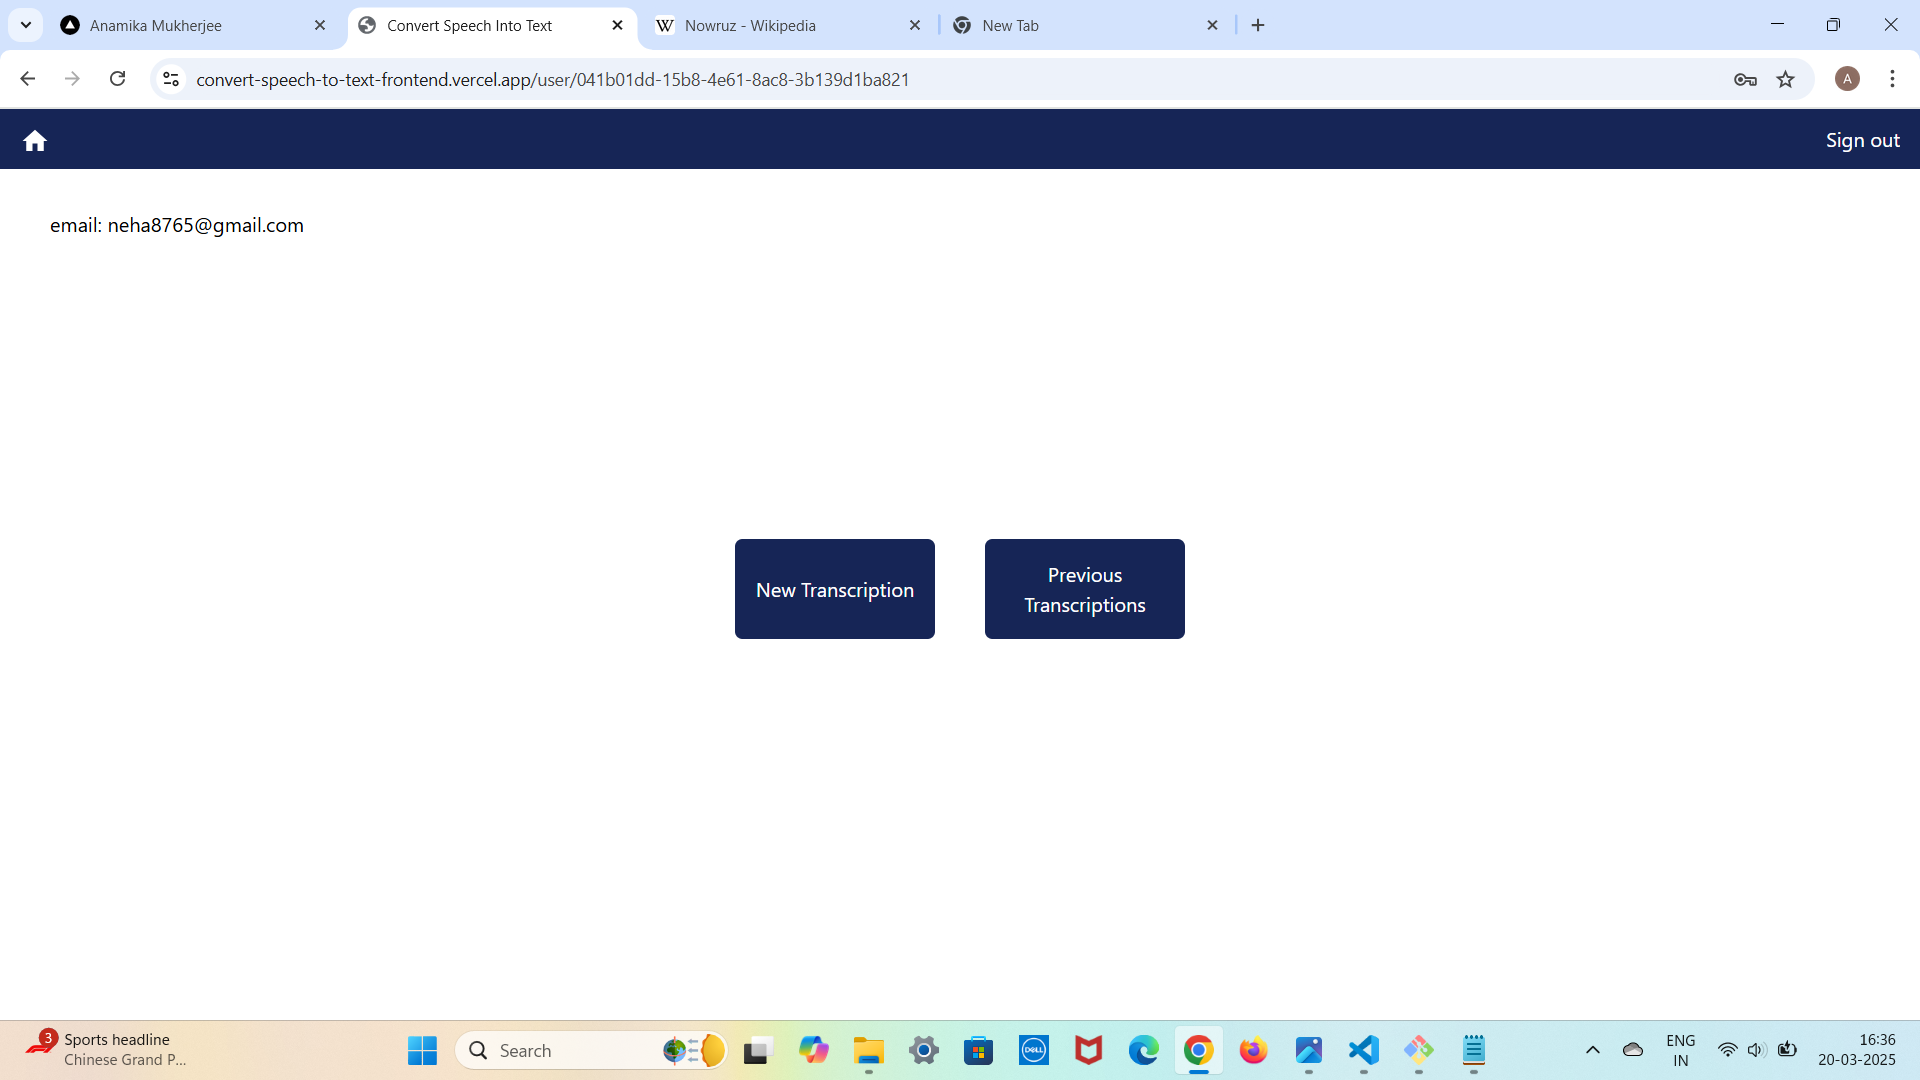 Anamika Mukherjee
Convert Speech Into Text
W Nowruz - Wikipedia
New Tab
convert-speech-to-text-frontend.vercel.app/user/041b01dd-15b8-4e61-8ac8-3b139d1ba821
A
Sign out
email: neha8765@gmail.com
New Transcription
Previous
Transcriptions
3
Sports headline
Chinese Grand P...
Search
DELL
ENG
IN
16:36
20-03-2025